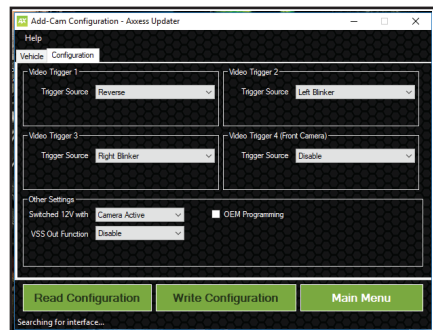 AX Add-Cam Configuration - Axxess Updater
Help
Vehicle Configuration
Video Trigger 1 Video Trigger 2
Trigger Source Reverse Trigger Source Left Blinker
Video Trigger 3 Video Trigger 4 (Front Camera)
Trigger Source Right Blinker Trigger Source Disable
Other Settings
Switched 12V with Camera Active OEM Programming
VSS Out Function Disable
Read Configuration Write Configuration Main Menu
Searching for interface...